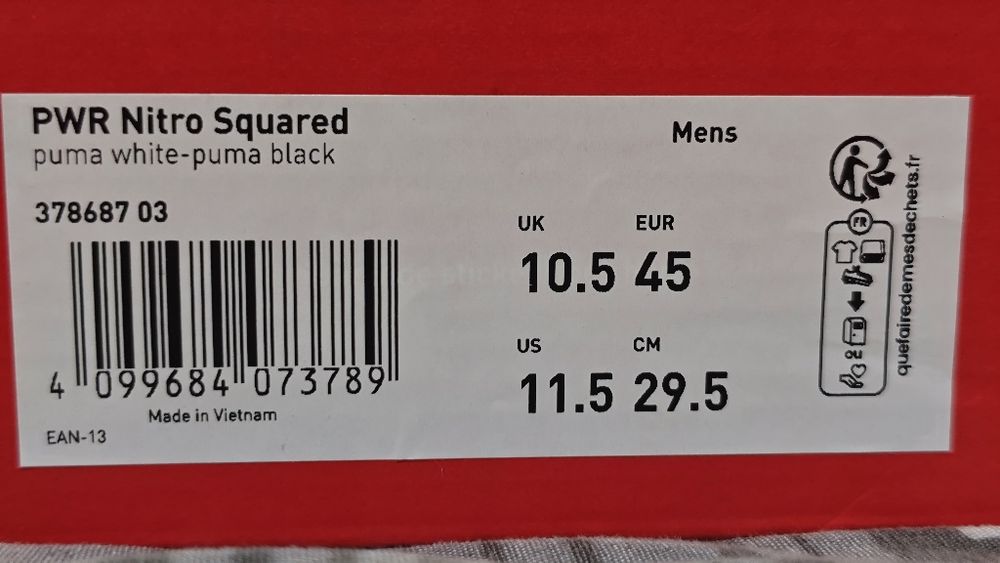 PWR Nitro Squared
puma white-puma black
Mens
378687 03
UK EUR
10.5 45
US CM
11.5 29.5
4 099684 073789
Made in Vietnam
EAN-13
FR
quefairedemesdechets.fr